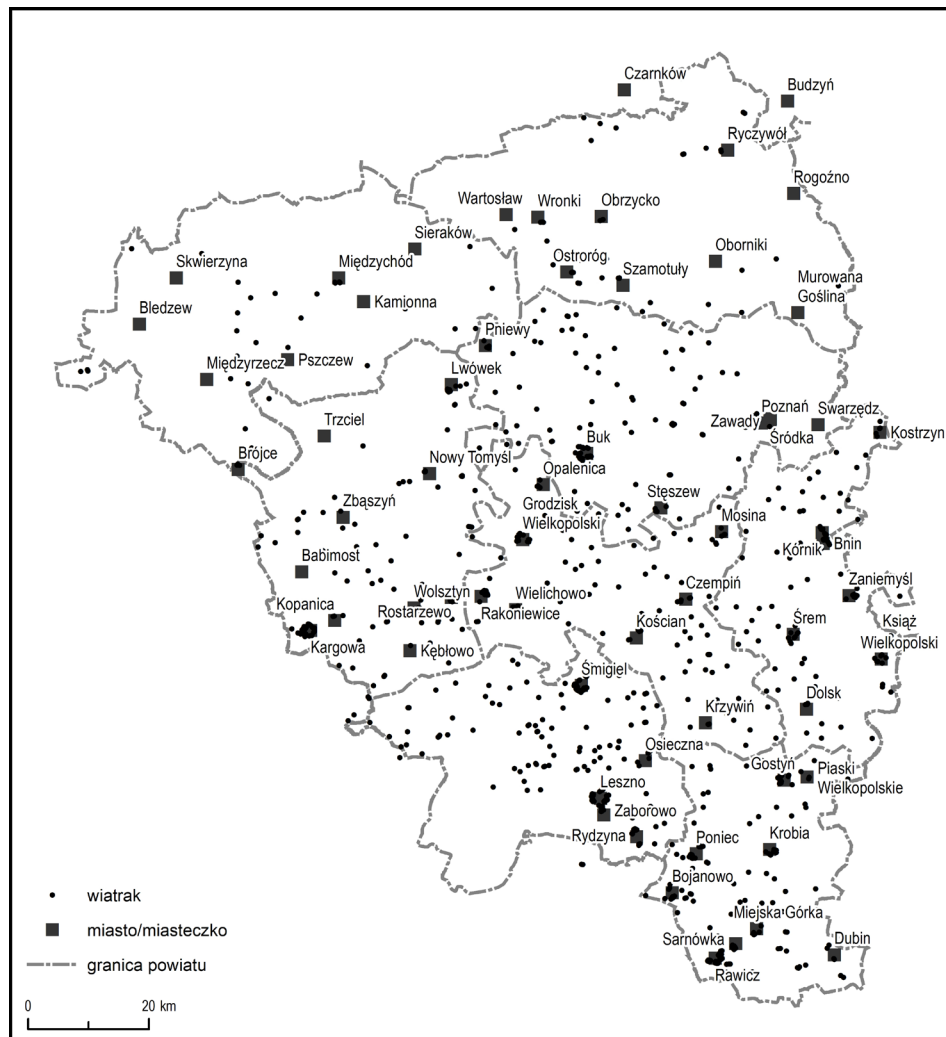 Czarnków
Budzyń
Ryczywół
Rogoźno
Wartosław
Wronki
Obrzycko
Sieraków
Oborniki
Skwierzyna
Międzychód
Ostroróg
Szamotuły
Murowana
Goślina
Bledzew
Kamionna
Pniewy
Międzyrzecz
Pszczew
Lwówek
Trzciel
Zawady
Poznań
Swarzędz
Śródka
Kostrzyn
Buk
Brójce
Nowy Tomyśl
Opalenica
Zbąszyń
Grodzisk
Wielkopolski
Stęszew
Mosina
Kórnik
Bnin
Babimost
Wolsztyn
Wielichowo
Czempiń
Zaniemyśl
Kopanica
Rostarzewo
Rakoniewice
Kościan
Śrem
Książ
Wielkopolski
Kargowa
Kębłowo
Śmigiel
Krzywiń
Dolsk
Osieczna
Gostyń
Piaski
Wielkopolskie
Leszno
Zaborowo
Rydzyna
Poniec
Krobia
Bojanowo
Miejska Górka
Sarnówka
Dubin
Rawicz
wiatrak
miasto/miasteczko
granica powiatu
0 20 km